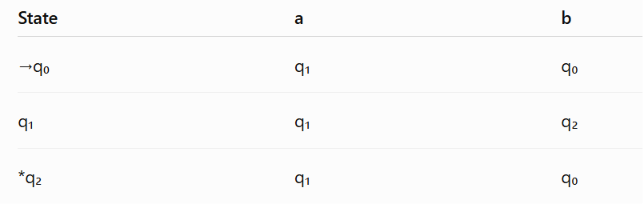 State a b
→q₀ q₁ q₀
q₁ q₁ q₂
*q₂ q₁ q₀